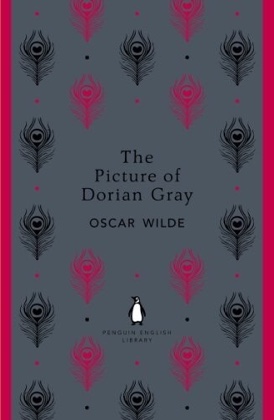 The
Picture of
Dorian Gray
OSCAR WILDE
PENGUIN ENGLISH
LIBRARY